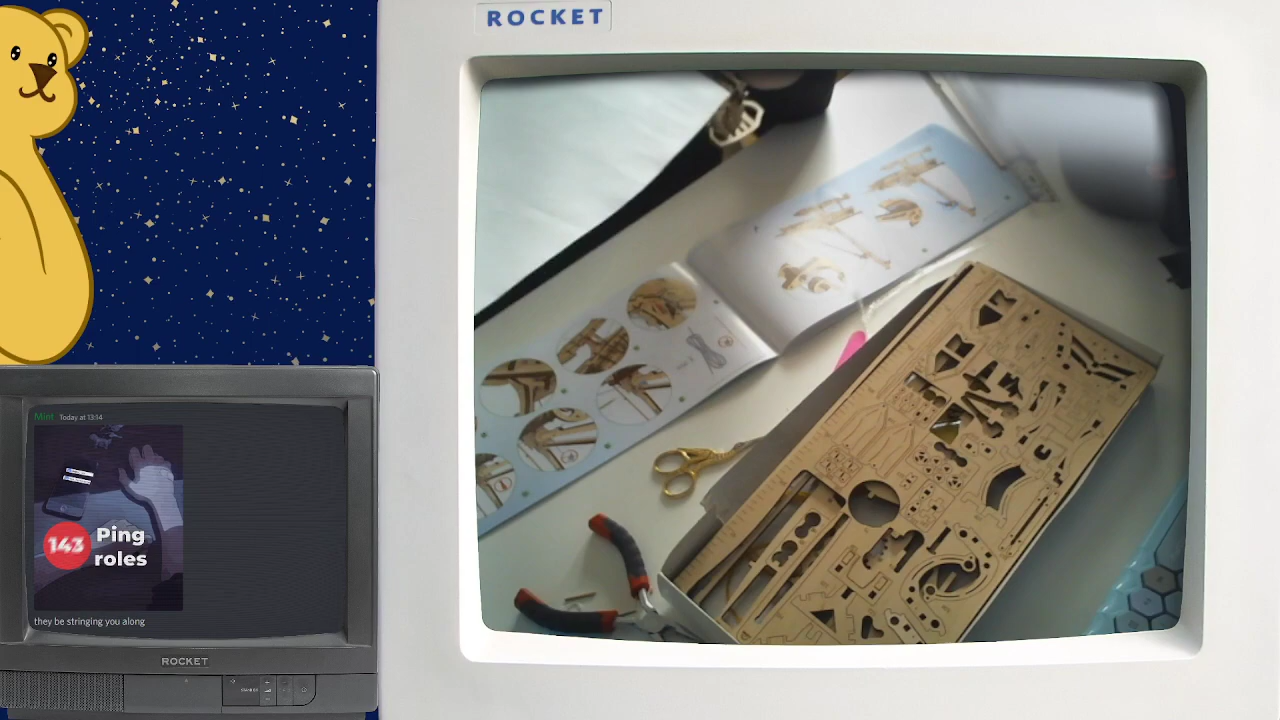 ROCKET
Mint Today at 13:14
143
Ping
roles
they be stringing you along
ROCKET